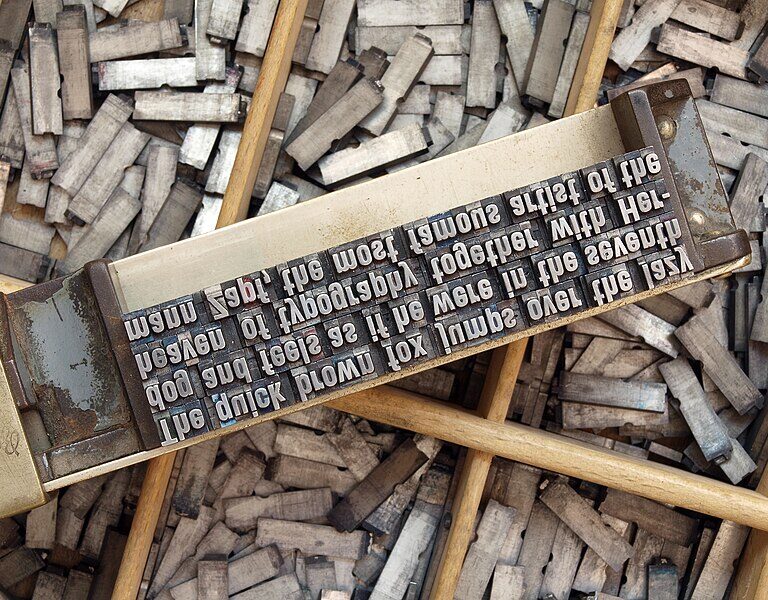 The quick brown fox jumps over the lazy
dog and feels as if he were in the seventh
heaven of typography together with Her-
mann Zapf, the most famous artist of the